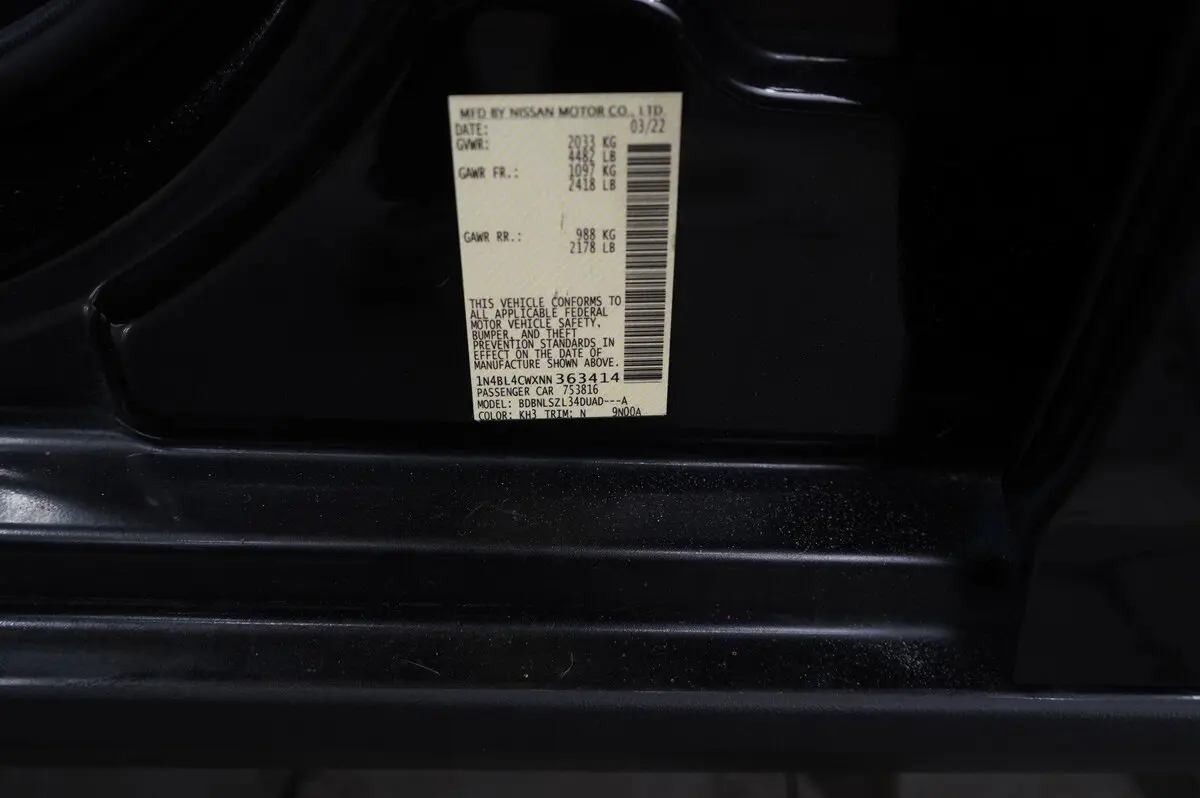 MFD BY NISSAN MOTOR CO., LTD.
DATE: 03/22
GVWR: 2033 KG
4482 LB
GAWR FR.: 1097 KG
2418 LB
GAWR RR.: 988 KG
2178 LB
THIS VEHICLE CONFORMS TO
ALL APPLICABLE FEDERAL
MOTOR VEHICLE SAFETY,
BUMPER, AND THEFT
PREVENTION STANDARDS IN
EFFECT ON THE DATE OF
MANUFACTURE SHOWN ABOVE.
1N4BL4CWXNN363414
PASSENGER CAR 753816
MODEL: BDBNLSZL34DUAD---A
COLOR: KH3 TRIM: N 9N00A